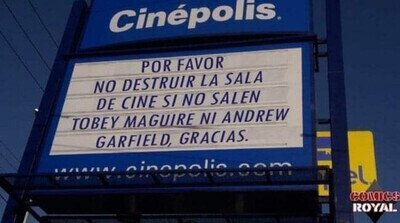 Cinépolis.
POR FAVOR
NO DESTRUIR LA SALA
DE CINE SI NO SALEN
TOBEY MAGUIRE NI ANDREW
GARFIELD, GRACIAS.
www.cinepolis.com
COMICS
ROYAL